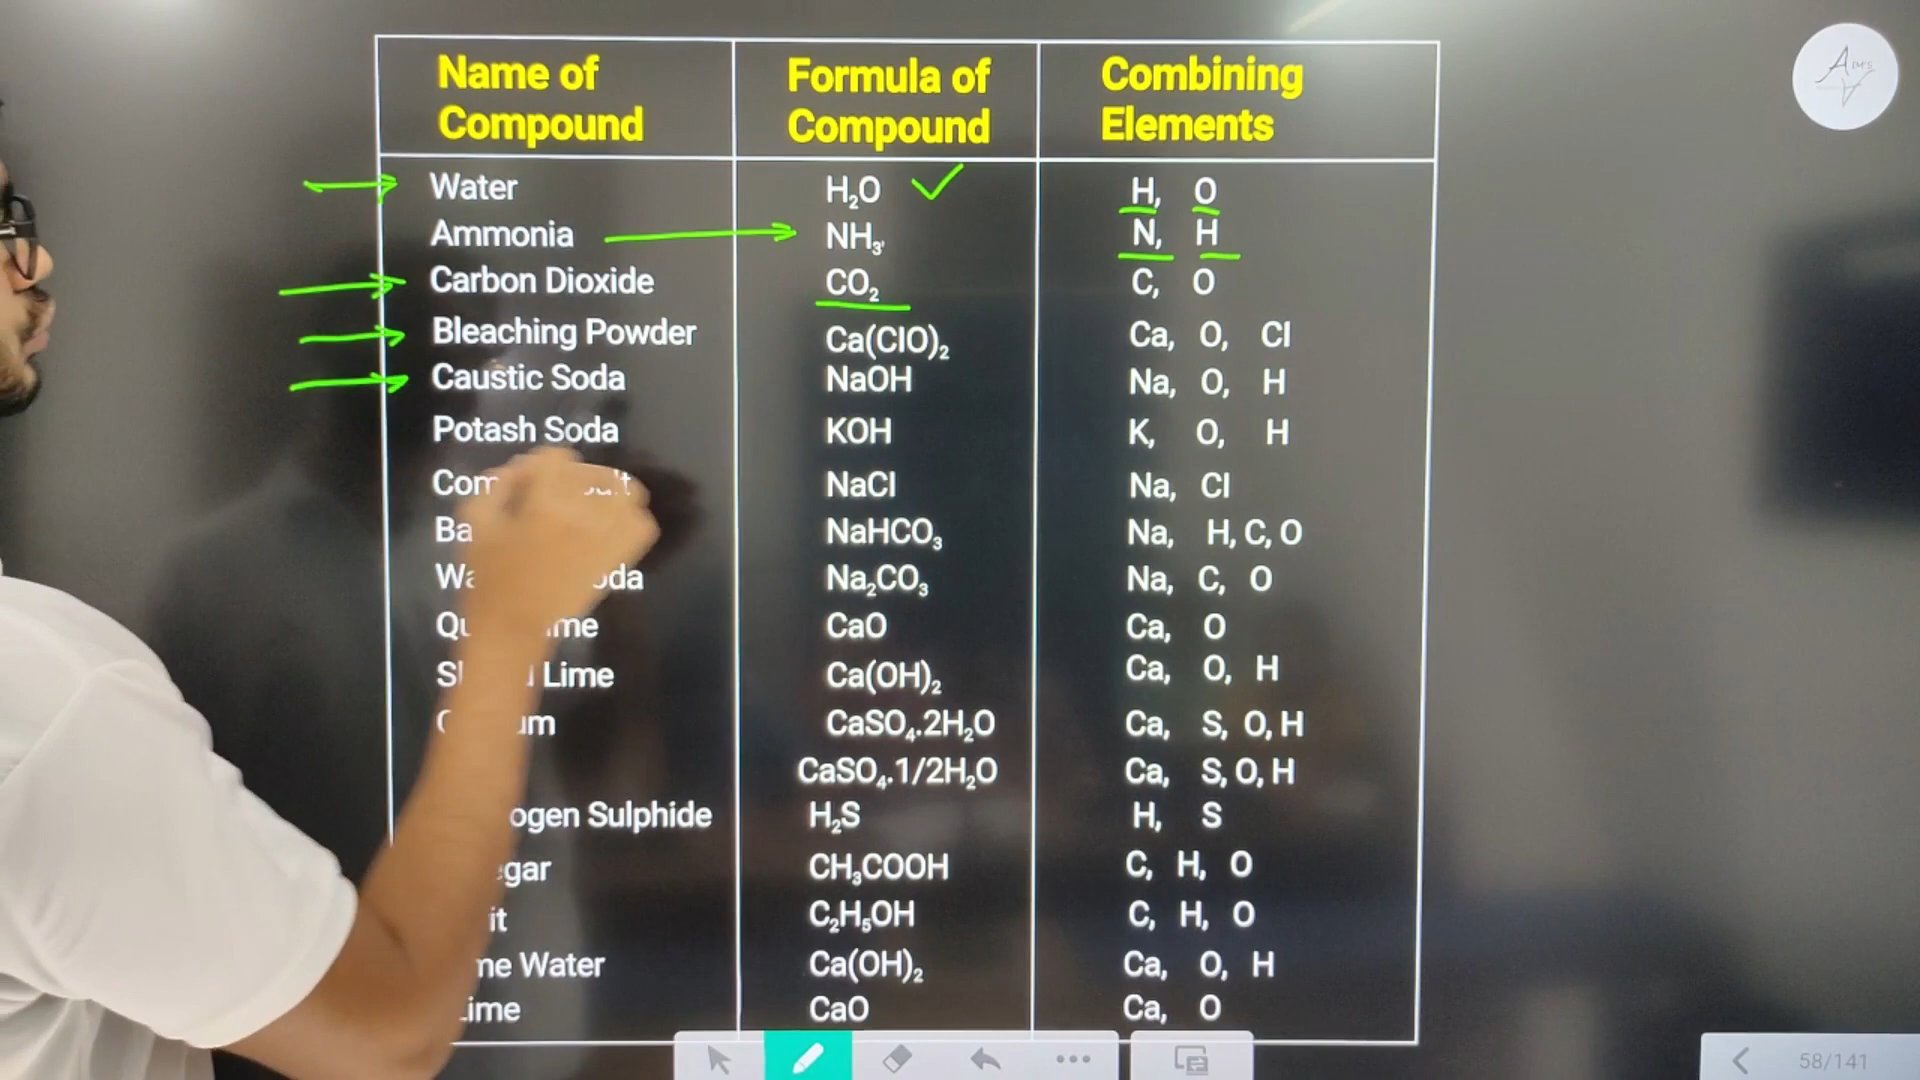 Name of Compound Formula of Compound Combining Elements
Water H₂O H, O
Ammonia NH₃ N, H
Carbon Dioxide CO₂ C, O
Bleaching Powder Ca(ClO)₂ Ca, O, Cl
Caustic Soda NaOH Na, O, H
Potash Soda KOH K, O, H
NaCl Na, Cl
NaHCO₃ Na, H, C, O
Na₂CO₃ Na, C, O
CaO Ca, O
Lime Ca(OH)₂ Ca, O, H
CaSO₄.2H₂O Ca, S, O, H
CaSO₄.1/2H₂O Ca, S, O, H
Sulphide H₂S H, S
CH₃COOH C, H, O
C₂H₅OH C, H, O
Water Ca(OH)₂ Ca, O, H
CaO Ca, O
58/141